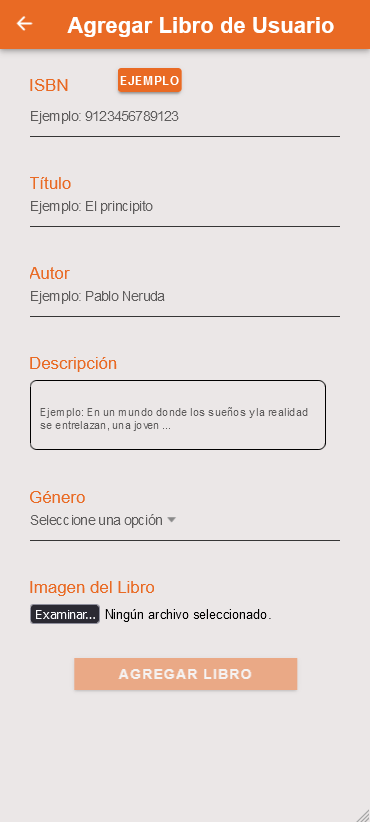 Agregar Libro de Usuario
ISBN
EJEMPLO
Ejemplo: 9123456789123
Título
Ejemplo: El principito
Autor
Ejemplo: Pablo Neruda
Descripción
Ejemplo: En un mundo donde los sueños y la realidad
se entrelazan, una joven ...
Género
Seleccione una opción
Imagen del Libro
Examinar... Ningún archivo seleccionado.
AGREGAR LIBRO